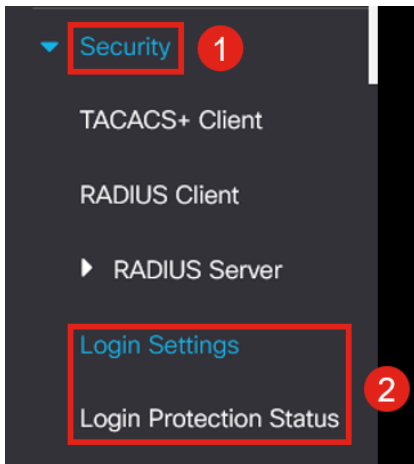 Security 1
TACACS+ Client
RADIUS Client
RADIUS Server
Login Settings
Login Protection Status
2